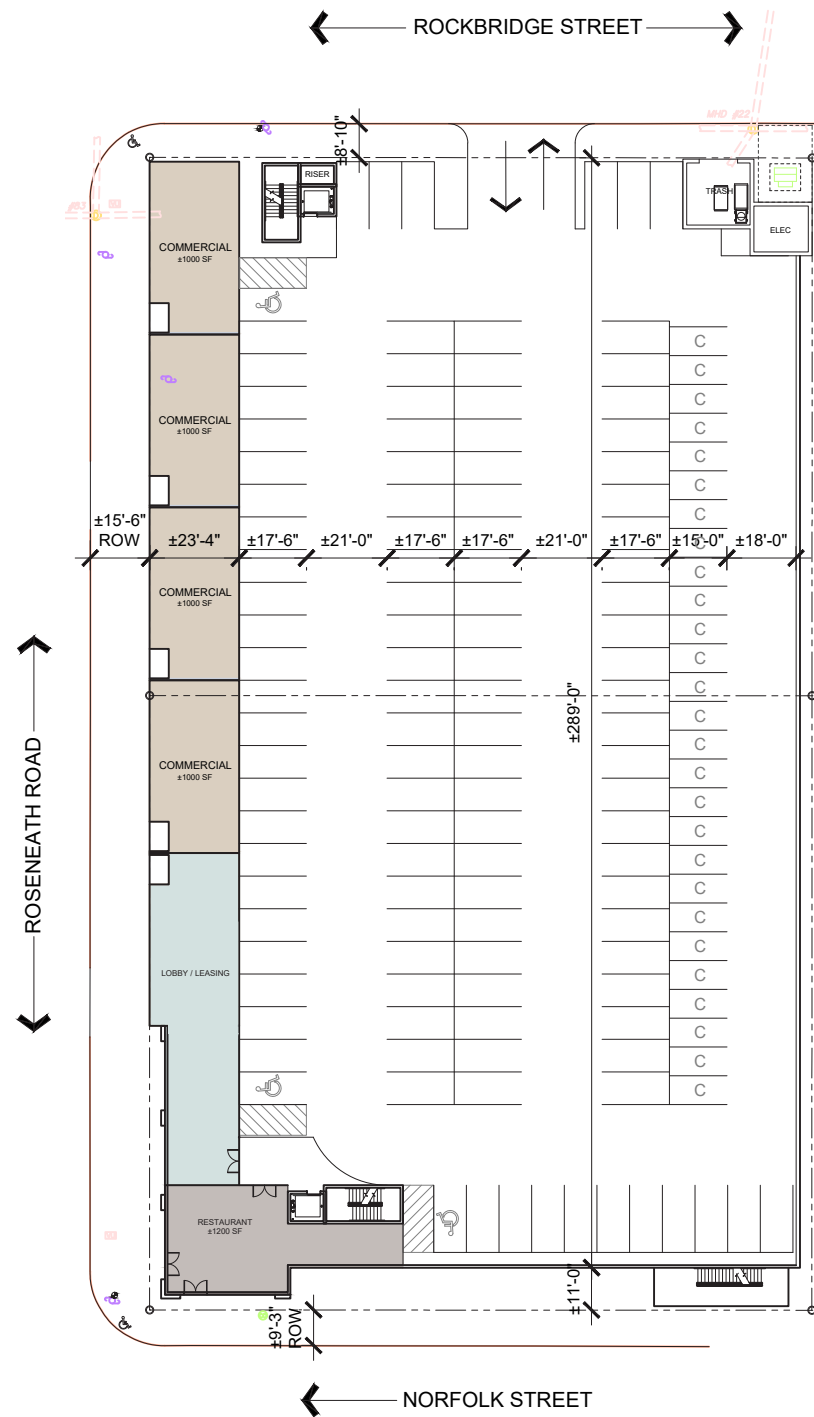 ROCKBRIDGE STREET
±8'-10"
RISER
TRASH
ELEC
COMMERCIAL
±1000 SF
C
C
C
COMMERCIAL
±1000 SF
C
C
C
C
C
±15'-6"
ROW
±23'-4"
±17'-6"
±21'-0"
±17'-6"
±17'-6"
±21'-0"
±17'-6"
±15'-0"
±18'-0"
C
COMMERCIAL
±1000 SF
C
C
C
C
ROSENEATH ROAD
±289'-0"
C
C
C
COMMERCIAL
±1000 SF
C
C
C
C
C
C
LOBBY / LEASING
C
C
C
C
C
RESTAURANT
±1200 SF
±11'-0"
±9'-3"
ROW
NORFOLK STREET